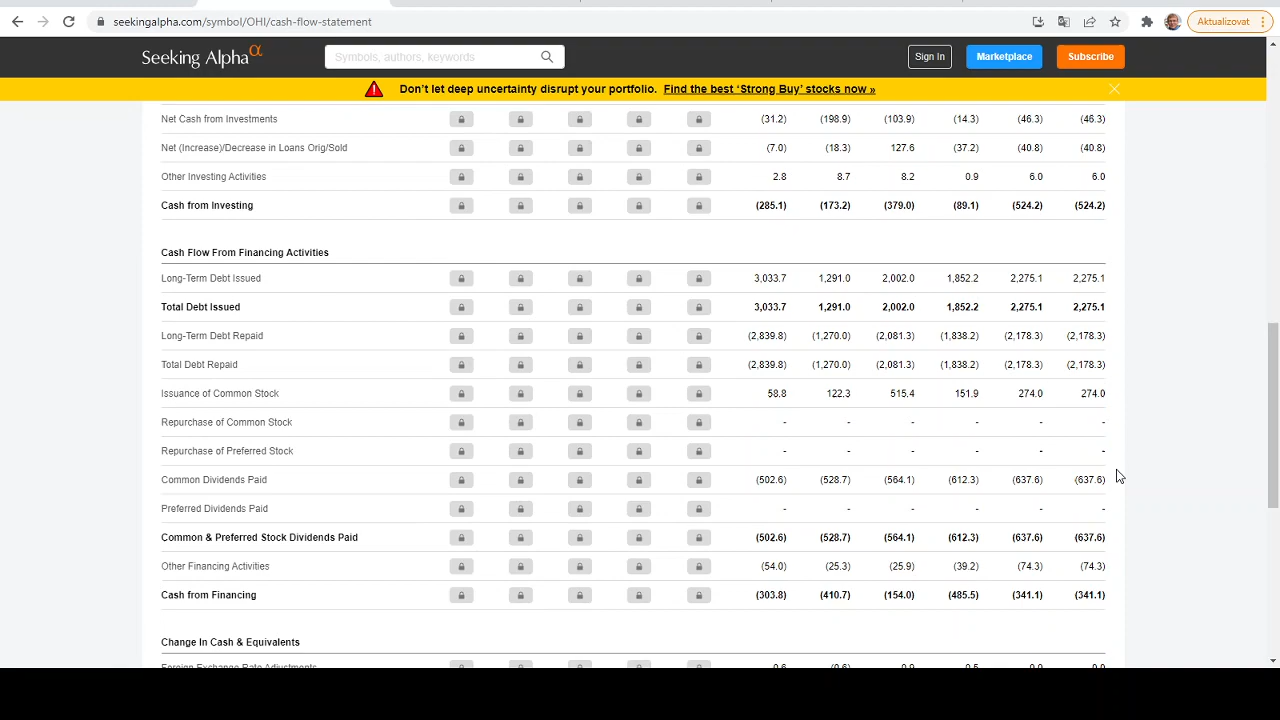 seekingalpha.com/symbol/OHI/cash-flow-statement Aktualizovat
Seeking Alpha α Symbols, authors, keywords Sign In Marketplace Subscribe
Don't let deep uncertainty disrupt your portfolio. Find the best 'Strong Buy' stocks now »
Net Cash from Investments (31.2) (198.9) (103.9) (14.3) (46.3) (46.3)
Net (Increase)/Decrease in Loans Orig/Sold (7.0) (18.3) 127.6 (37.2) (40.8) (40.8)
Other Investing Activities 2.8 8.7 8.2 0.9 6.0 6.0
Cash from Investing (285.1) (173.2) (379.0) (89.1) (524.2) (524.2)
Cash Flow From Financing Activities
Long-Term Debt Issued 3,033.7 1,291.0 2,002.0 1,852.2 2,275.1 2,275.1
Total Debt Issued 3,033.7 1,291.0 2,002.0 1,852.2 2,275.1 2,275.1
Long-Term Debt Repaid (2,839.8) (1,270.0) (2,081.3) (1,838.2) (2,178.3) (2,178.3)
Total Debt Repaid (2,839.8) (1,270.0) (2,081.3) (1,838.2) (2,178.3) (2,178.3)
Issuance of Common Stock 58.8 122.3 515.4 151.9 274.0 274.0
Repurchase of Common Stock - - - - - -
Repurchase of Preferred Stock - - - - - -
Common Dividends Paid (502.6) (528.7) (564.1) (612.3) (637.6) (637.6)
Preferred Dividends Paid - - - - - -
Common & Preferred Stock Dividends Paid (502.6) (528.7) (564.1) (612.3) (637.6) (637.6)
Other Financing Activities (54.0) (25.3) (25.9) (39.2) (74.3) (74.3)
Cash from Financing (303.8) (410.7) (154.0) (485.5) (341.1) (341.1)
Change In Cash & Equivalents
Foreign Exchange Rate Adjustments